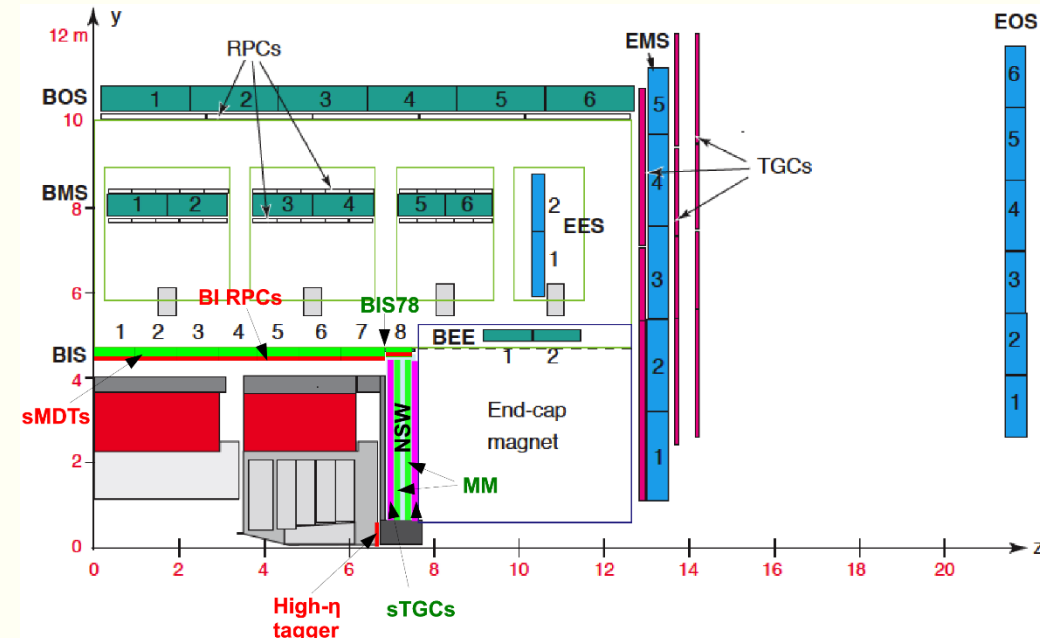 y
12 m
RPCs
EMS
EOS
BOS
1 2 3 4 5 6
5
6
10
5
TGCs
BMS
4
8
1 2
3 4
5 6
2
EES
1
4
3
3
6
BI RPCs
BIS78
1 2 3 4 5 6 7 8
BEE
1 2
BIS
2
2
4
1
sMDTs
End-cap
magnet
NSW
2
MM
1
0
z
0 2 4 6 8 10 12 14 16 18 20
High-η
tagger
sTGCs